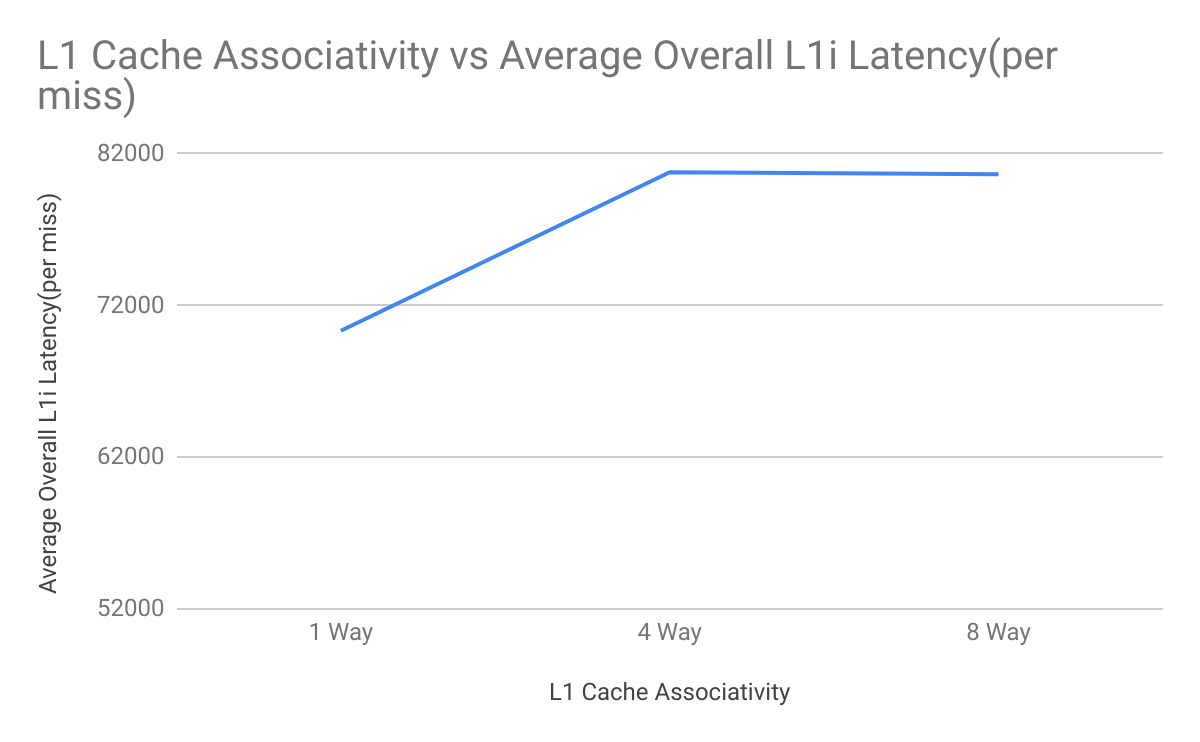 L1 Cache Associativity vs Average Overall L1i Latency(per
miss)
82000
72000
62000
52000
Average Overall L1i Latency(per miss)
1 Way
4 Way
8 Way
L1 Cache Associativity